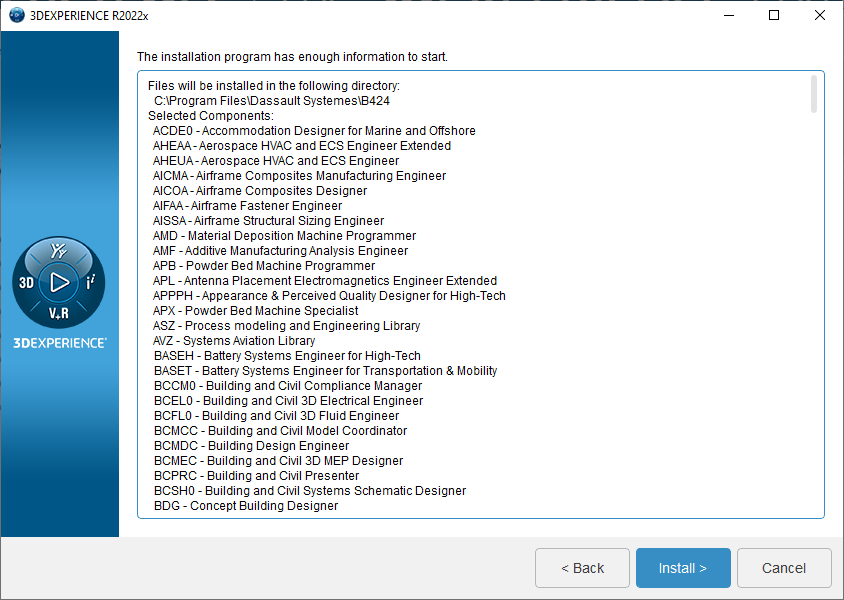 3DEXPERIENCE R2022x
The installation program has enough information to start.
Files will be installed in the following directory:
C:\Program Files\Dassault Systemes\B424
Selected Components:
ACDE0 - Accommodation Designer for Marine and Offshore
AHEAA - Aerospace HVAC and ECS Engineer Extended
AHEUA - Aerospace HVAC and ECS Engineer
AICMA - Airframe Composites Manufacturing Engineer
AICOA - Airframe Composites Designer
AIFAA - Airframe Fastener Engineer
AISSA - Airframe Structural Sizing Engineer
AMD - Material Deposition Machine Programmer
AMF - Additive Manufacturing Analysis Engineer
APB - Powder Bed Machine Programmer
APL - Antenna Placement Electromagnetics Engineer Extended
APPPH - Appearance & Perceived Quality Designer for High-Tech
APX - Powder Bed Machine Specialist
ASZ - Process modeling and Engineering Library
AVZ - Systems Aviation Library
BASEH - Battery Systems Engineer for High-Tech
BASET - Battery Systems Engineer for Transportation & Mobility
BCCM0 - Building and Civil Compliance Manager
BCEL0 - Building and Civil 3D Electrical Engineer
BCFL0 - Building and Civil 3D Fluid Engineer
BCMCC - Building and Civil Model Coordinator
BCMDC - Building Design Engineer
BCMEC - Building and Civil 3D MEP Designer
BCPRC - Building and Civil Presenter
BCSH0 - Building and Civil Systems Schematic Designer
BDG - Concept Building Designer
3D
i²
V+R
3DEXPERIENCE®
< Back
Install >
Cancel